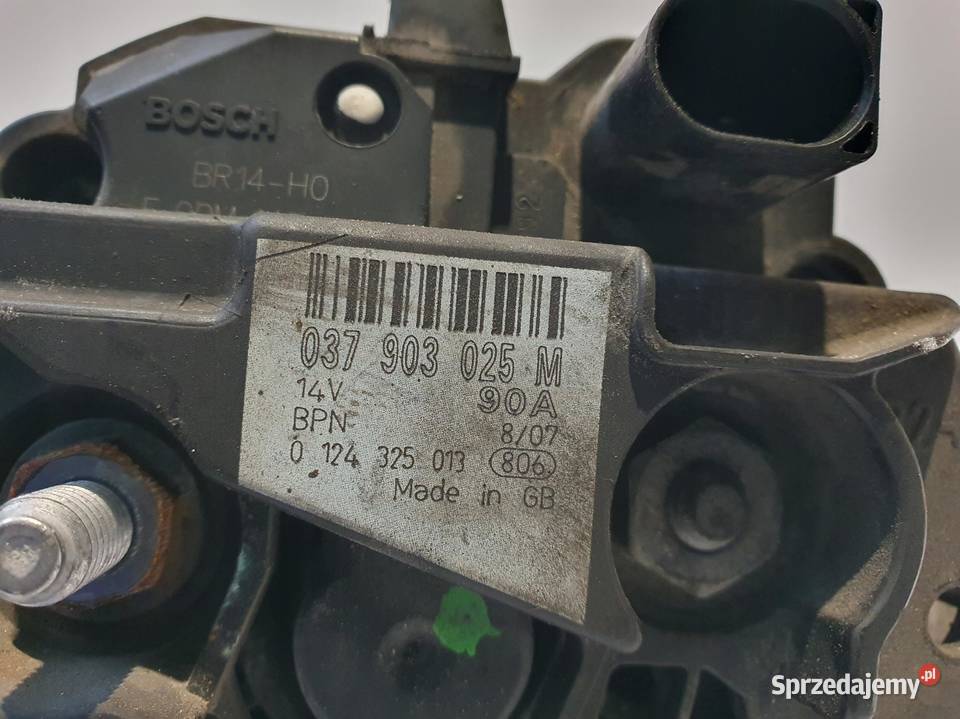 BOSCH
BR14-H0
037 903 025 M
14V 90A
BPN 8/07
0 124 325 013 806
Made in GB
Sprzedajemy.pl